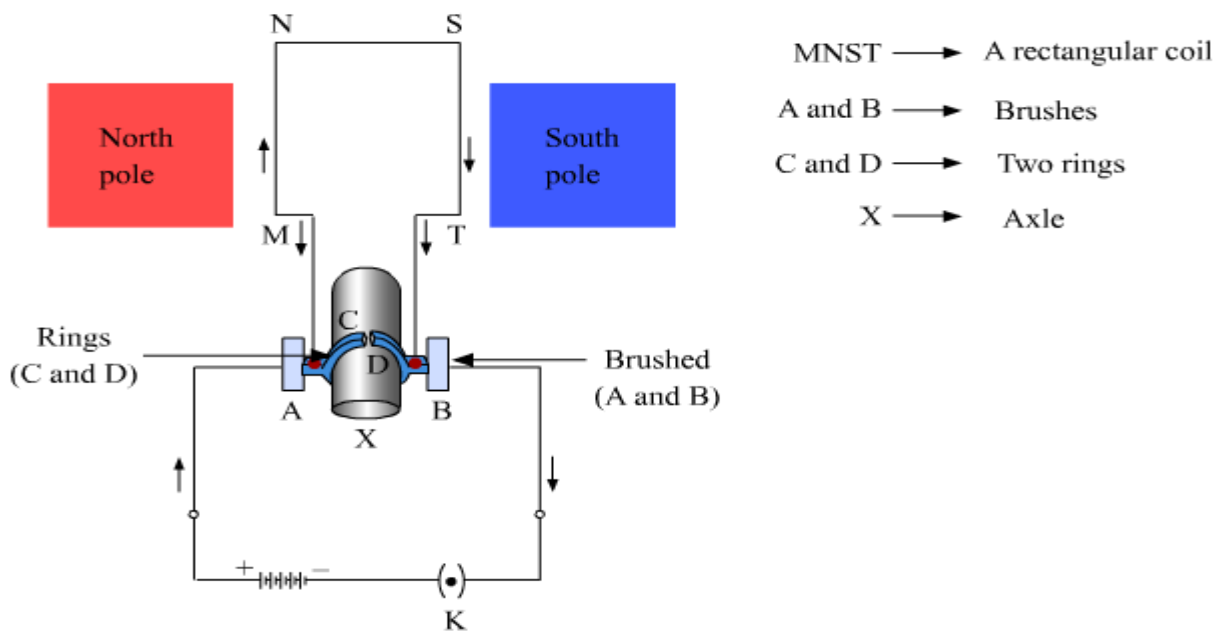 N S
MNST A rectangular coil
A and B Brushes
C and D Two rings
X Axle
North
pole
South
pole
M T
C
D
Rings
(C and D)
Brushed
(A and B)
A B
X
+ −
K